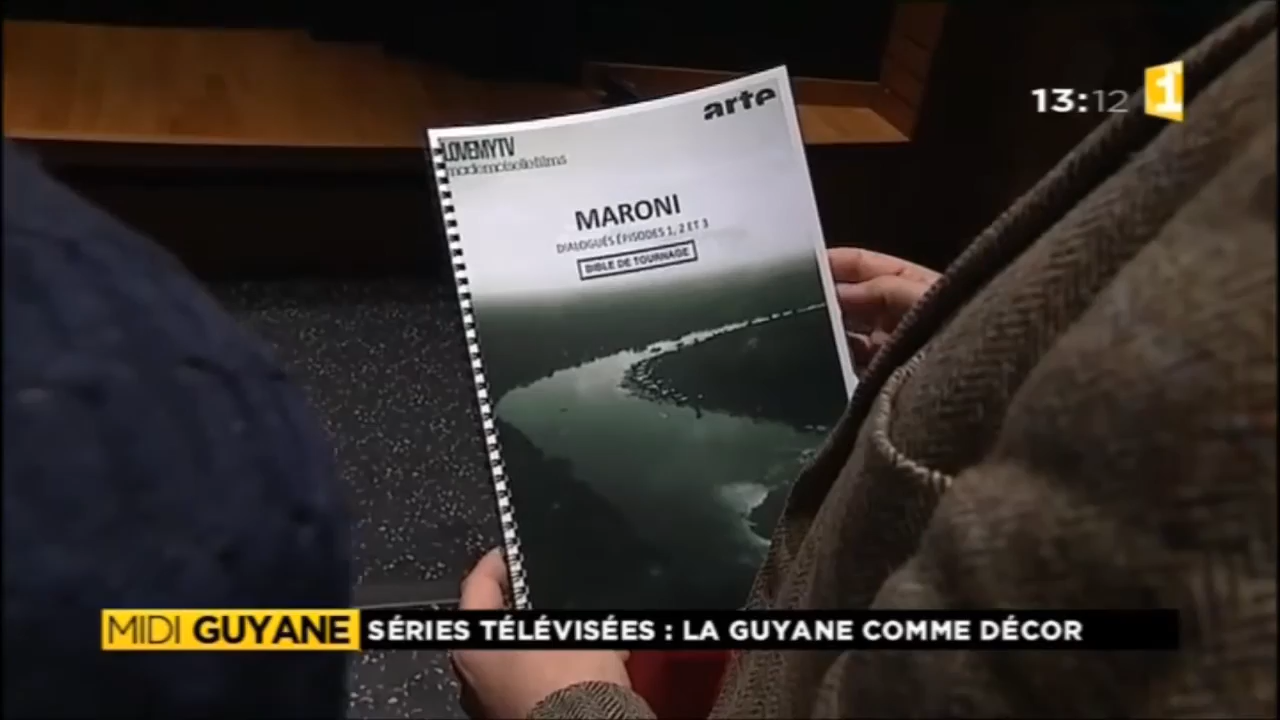 13:12 1
arte
LOVEMYTV
mademoisellefilms
MARONI
DIALOGUÉS ÉPISODES 1, 2 ET 3
BIBLE DE TOURNAGE
MIDI GUYANE SÉRIES TÉLÉVISÉES : LA GUYANE COMME DÉCOR